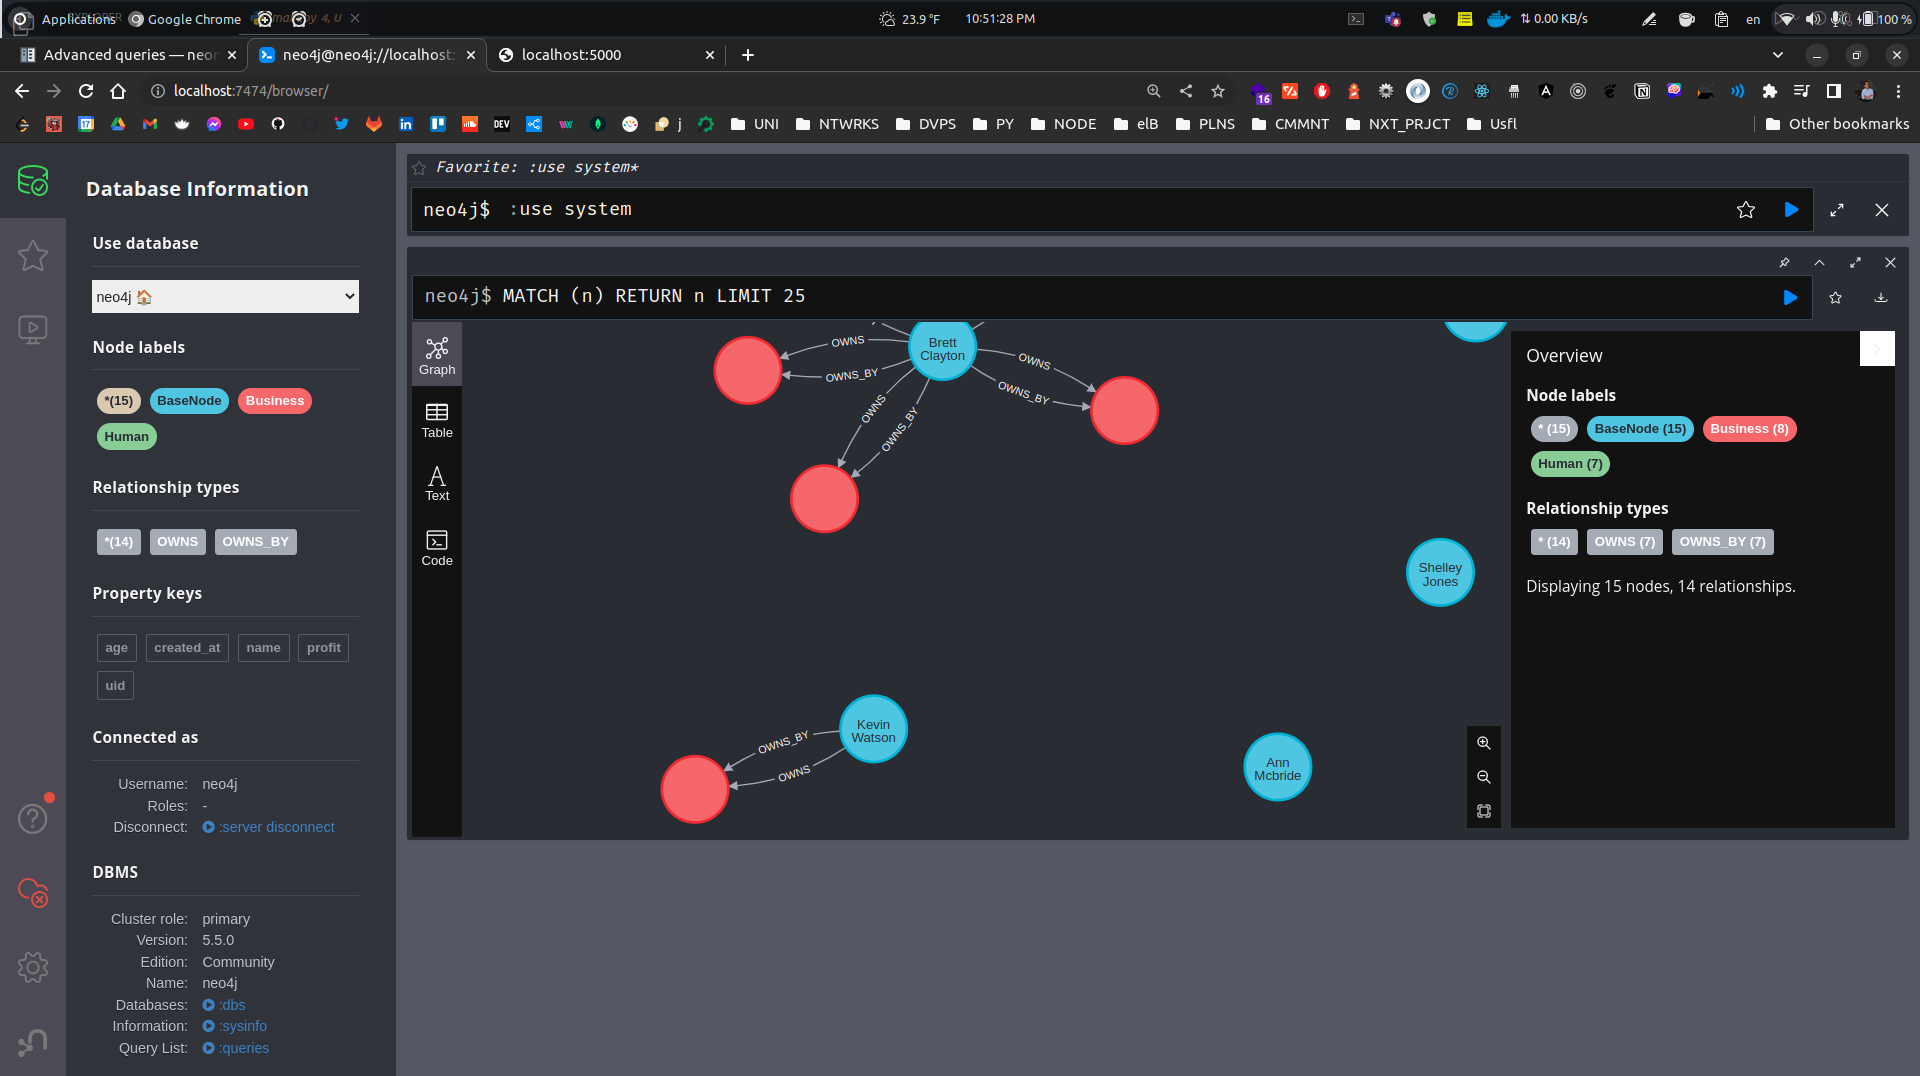 Applications Google Chrome 23.9 °F 10:51:28 PM 0.00 KB/s en 100 %
Advanced queries — neo neo4j@neo4j://localhost: localhost:5000
localhost:7474/browser/
16
17 DEV j UNI NTWRKS DVPS PY NODE elB PLNS CMMNT NXT_PRJCT Usfl Other bookmarks
Database Information
Use database
neo4j
Node labels
*(15) BaseNode Business
Human
Relationship types
*(14) OWNS OWNS_BY
Property keys
age created_at name profit
uid
Connected as
Username: neo4j
Roles: -
Disconnect: :server disconnect
DBMS
Cluster role: primary
Version: 5.5.0
Edition: Community
Name: neo4j
Databases: :dbs
Information: :sysinfo
Query List: :queries
Favorite: :use system*
neo4j$ :use system
neo4j$ MATCH (n) RETURN n LIMIT 25
Graph
Table
Text
Code
Brett
Clayton
OWNS
OWNS_BY
OWNS
OWNS_BY
OWNS
OWNS_BY
Shelley
Jones
Kevin
Watson
OWNS_BY
OWNS
Ann
Mcbride
Overview
Node labels
* (15) BaseNode (15) Business (8)
Human (7)
Relationship types
* (14) OWNS (7) OWNS_BY (7)
Displaying 15 nodes, 14 relationships.